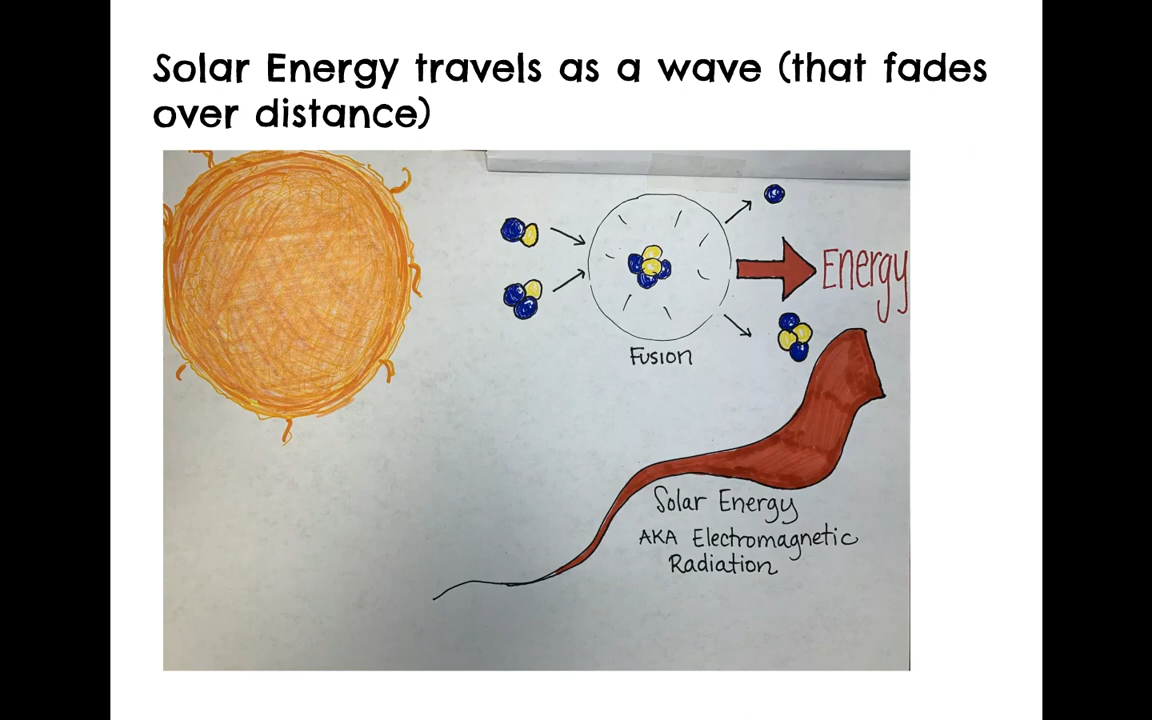 Solar Energy travels as a wave (that fades
over distance)
Energy
Fusion
Solar Energy
AKA Electromagnetic
Radiation